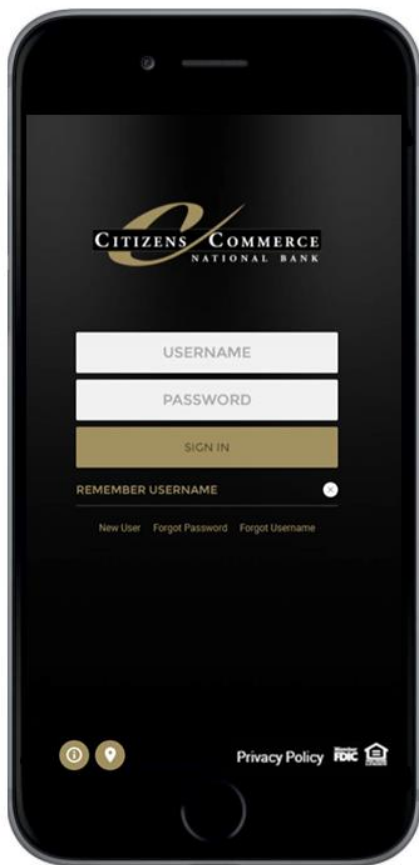 CITIZENS COMMERCE
NATIONAL BANK
USERNAME
PASSWORD
SIGN IN
REMEMBER USERNAME
New User Forgot Password Forgot Username
Privacy Policy Member FDIC